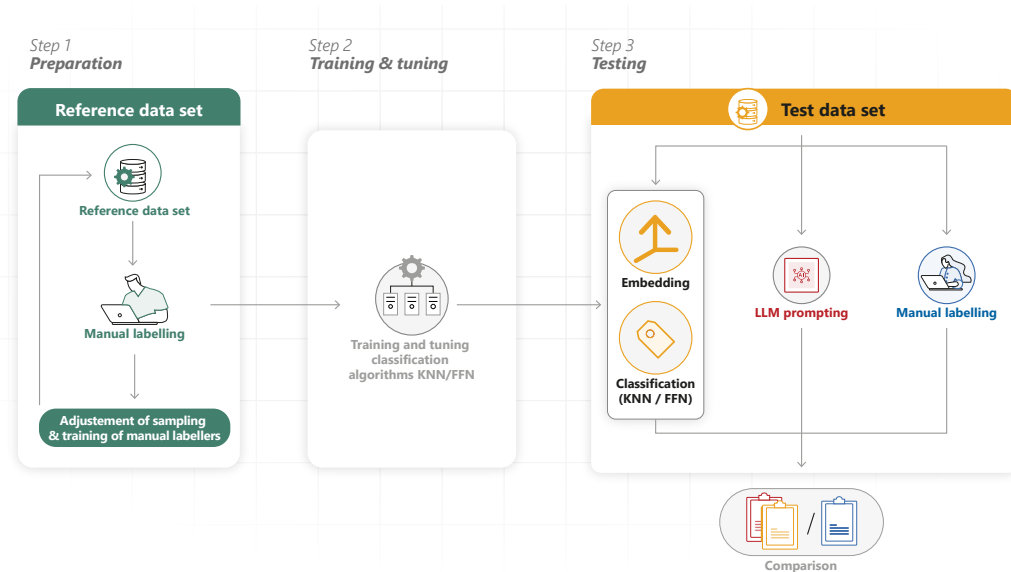 Step 1
Preparation
Reference data set
Reference data set
Manual labelling
Adjustement of sampling
& training of manual labellers
Step 2
Training & tuning
Training and tuning
classification
algorithms KNN/FFN
Step 3
Testing
Test data set
Embedding
Classification
(KNN / FFN)
AI
LLM prompting
Manual labelling
/
Comparison